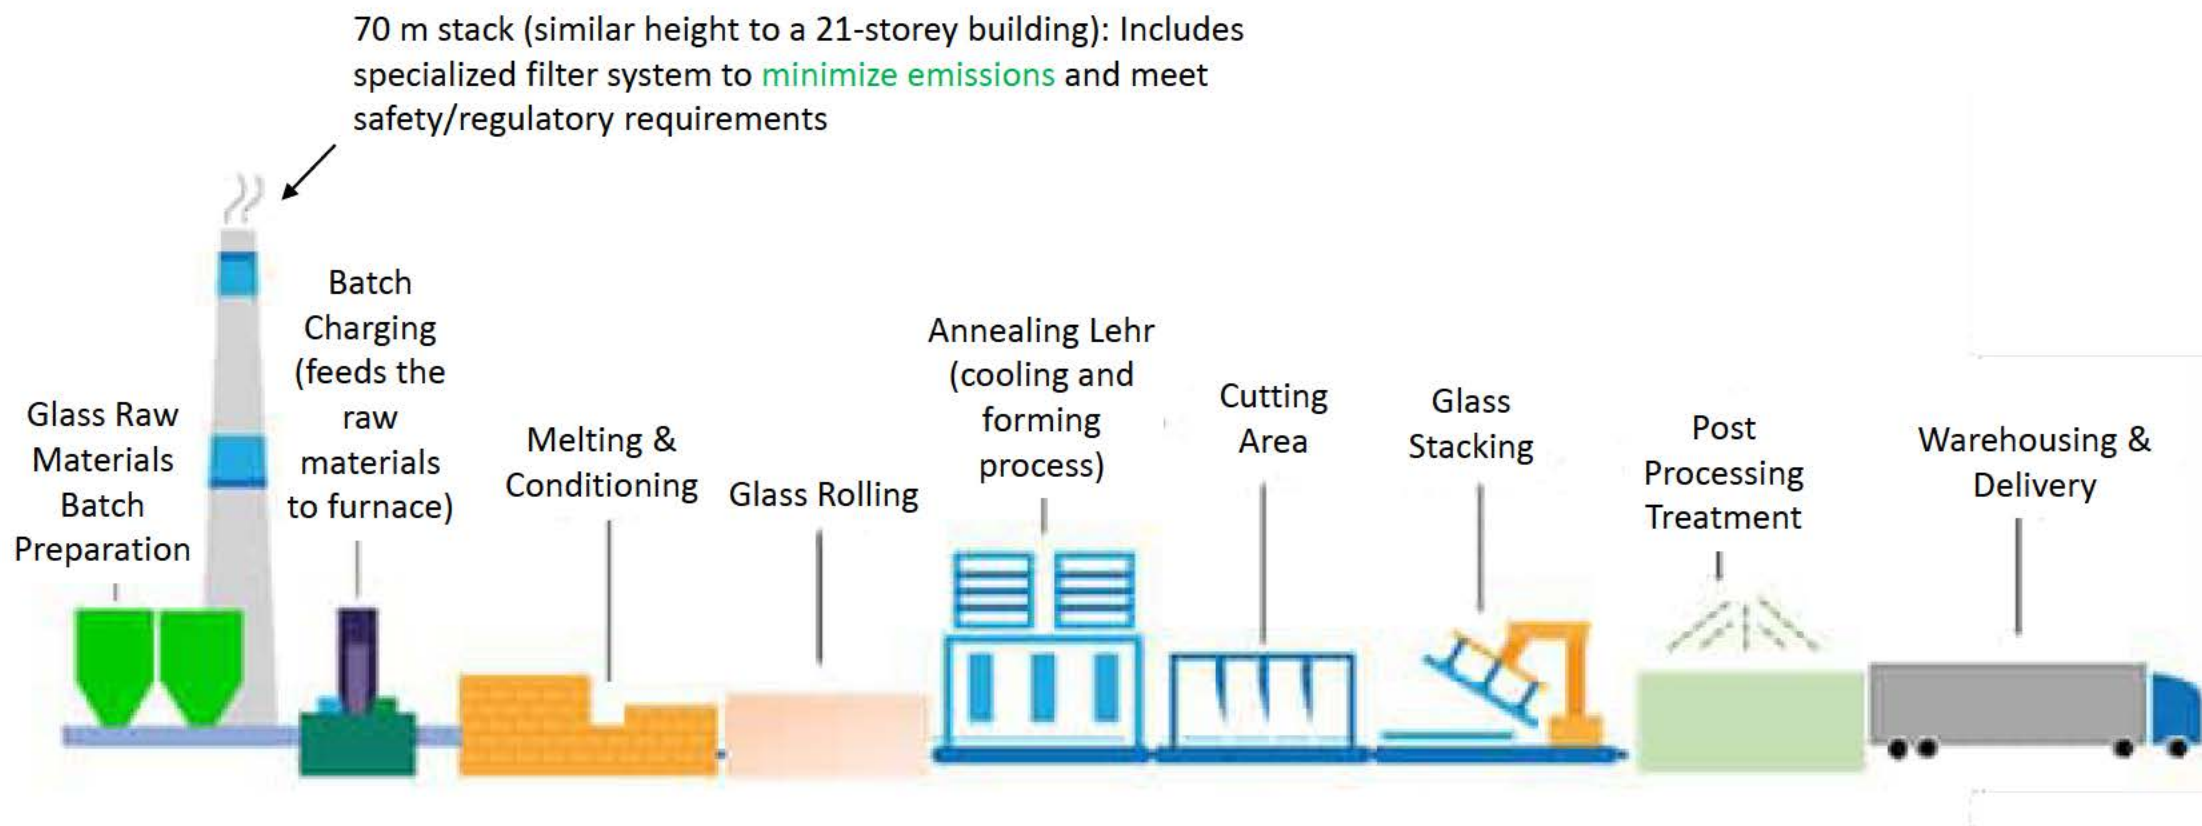 70 m stack (similar height to a 21-storey building): Includes
specialized filter system to minimize emissions and meet
safety/regulatory requirements
Glass Raw
Materials
Batch
Preparation
Batch
Charging
(feeds the
raw
materials
to furnace)
Melting &
Conditioning
Glass Rolling
Annealing Lehr
(cooling and
forming
process)
Cutting
Area
Glass
Stacking
Post
Processing
Treatment
Warehousing &
Delivery